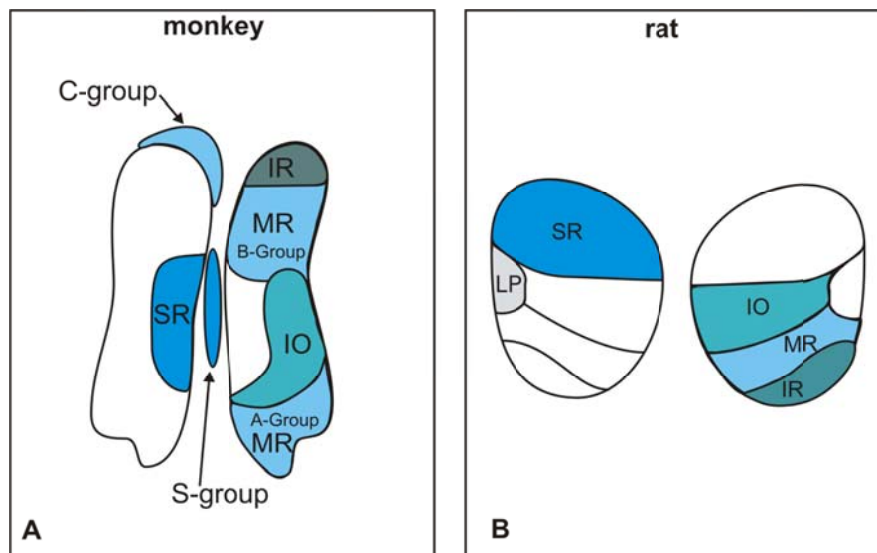 monkey
C-group
IR
MR
B-Group
SR
IO
A-Group
MR
S-group
A
rat
SR
LP
IO
MR
IR
B